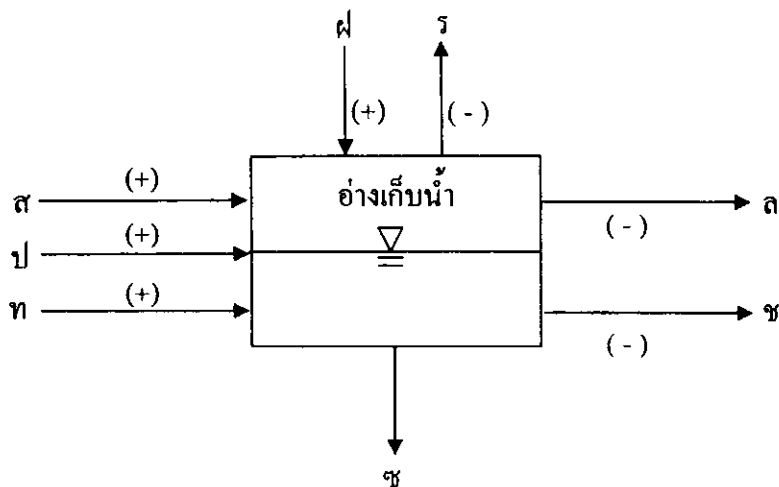 ฝ ร
(+) (-)
ส (+) อ่างเก็บน้ำ (-) ล
ป (+)
ท (+) (-) ช
ซ